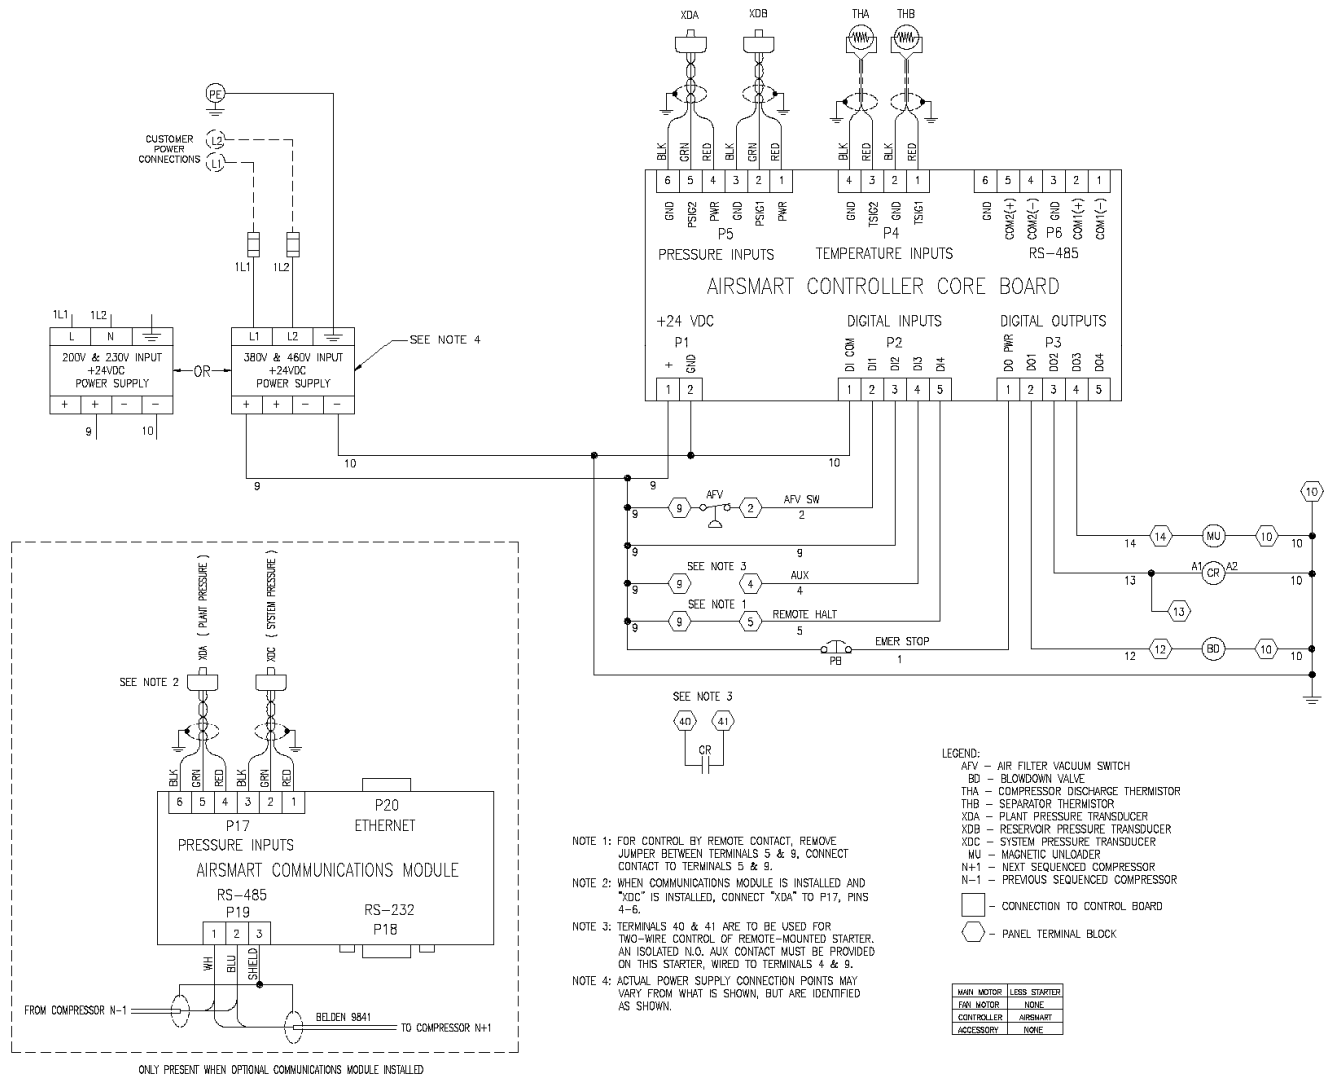 XDA XDB THA THB
PE
CUSTOMER
POWER
CONNECTIONS
L2
L1
BLK GRN RED BLK GRN RED
BLK RED BLK RED
6 5 4 3 2 1
4 3 2 1
6 5 4 3 2 1
GND PSIG2 PWR GND PSIG1 PWR
GND TSIG2 GND TSIG1
GND COM2(+) COM2(-) GND COM1(+) COM1(-)
P5 P4 P6
PRESSURE INPUTS TEMPERATURE INPUTS RS-485
AIRSMART CONTROLLER CORE BOARD
+24 VDC DIGITAL INPUTS DIGITAL OUTPUTS
P1 P2 P3
+ GND
DI COM DI1 DI2 DI3 DI4
DO PWR DO1 DO2 DO3 DO4
1 2
1 2 3 4 5
1 2 3 4 5
1L1 1L2
1L1 1L2
L N
200V & 230V INPUT
+24VDC
POWER SUPPLY
+ + - -
9 10
OR
L1 L2
380V & 460V INPUT
+24VDC
POWER SUPPLY
+ + - -
SEE NOTE 4
10 10
9 9
9 9 AFV 2 AFV SW
2
9 9
SEE NOTE 3
9 9 4 AUX
4
SEE NOTE 1
9 9 5 REMOTE HALT
5
PB EMER STOP
1
10
14 14 MU 10 10
13 A1 CR A2 10
13
12 12 BD 10 10
SEE NOTE 3
40 41
CR
XDA ( PLANT PRESSURE )
XDC ( SYSTEM PRESSURE )
SEE NOTE 2
BLK GRN RED BLK GRN RED
6 5 4 3 2 1
P17
PRESSURE INPUTS
P20
ETHERNET
AIRSMART COMMUNICATIONS MODULE
RS-485
P19
RS-232
P18
1 2 3
WH BLU SHIELD
FROM COMPRESSOR N-1
BELDEN 9841
TO COMPRESSOR N+1
ONLY PRESENT WHEN OPTIONAL COMMUNICATIONS MODULE INSTALLED
NOTE 1: FOR CONTROL BY REMOTE CONTACT, REMOVE
JUMPER BETWEEN TERMINALS 5 & 9, CONNECT
CONTACT TO TERMINALS 5 & 9.
NOTE 2: WHEN COMMUNICATIONS MODULE IS INSTALLED AND
"XDC" IS INSTALLED, CONNECT "XDA" TO P17, PINS
4-6.
NOTE 3: TERMINALS 40 & 41 ARE TO BE USED FOR
TWO-WIRE CONTROL OF REMOTE-MOUNTED STARTER.
AN ISOLATED N.O. AUX CONTACT MUST BE PROVIDED
ON THIS STARTER, WIRED TO TERMINALS 4 & 9.
NOTE 4: ACTUAL POWER SUPPLY CONNECTION POINTS MAY
VARY FROM WHAT IS SHOWN, BUT ARE IDENTIFIED
AS SHOWN.
LEGEND:
AFV - AIR FILTER VACUUM SWITCH
BD - BLOWDOWN VALVE
THA - COMPRESSOR DISCHARGE THERMISTOR
THB - SEPARATOR THERMISTOR
XDA - PLANT PRESSURE TRANSDUCER
XDB - RESERVOIR PRESSURE TRANSDUCER
XDC - SYSTEM PRESSURE TRANSDUCER
MU - MAGNETIC UNLOADER
N+1 - NEXT SEQUENCED COMPRESSOR
N-1 - PREVIOUS SEQUENCED COMPRESSOR
- CONNECTION TO CONTROL BOARD
- PANEL TERMINAL BLOCK
MAIN MOTOR LESS STARTER
FAN MOTOR NONE
CONTROLLER AIRSMART
ACCESSORY NONE